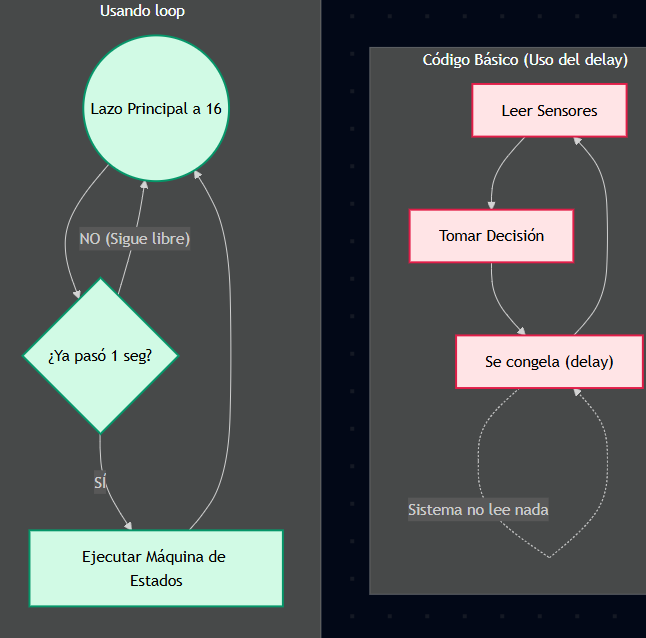 Usando loop
Lazo Principal a 16
NO (Sigue libre)
¿Ya pasó 1 seg?
SÍ
Ejecutar Máquina de
Estados
Código Básico (Uso del delay)
Leer Sensores
Tomar Decisión
Se congela (delay)
Sistema no lee nada